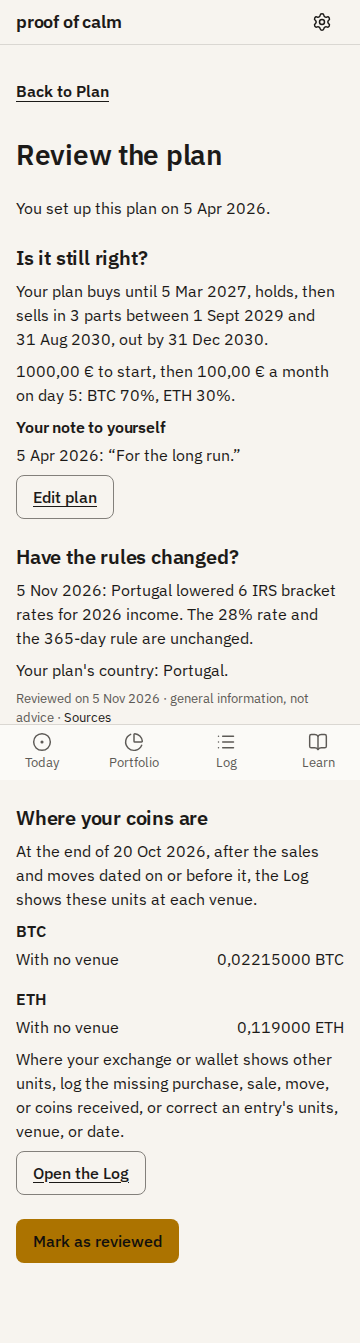 proof of calm
Back to Plan
Review the plan
You set up this plan on 5 Apr 2026.
Is it still right?
Your plan buys until 5 Mar 2027, holds, then
sells in 3 parts between 1 Sept 2029 and
31 Aug 2030, out by 31 Dec 2030.
1000,00 € to start, then 100,00 € a month
on day 5: BTC 70%, ETH 30%.
Your note to yourself
5 Apr 2026: “For the long run.”
Edit plan
Have the rules changed?
5 Nov 2026: Portugal lowered 6 IRS bracket
rates for 2026 income. The 28% rate and
the 365-day rule are unchanged.
Your plan's country: Portugal.
Reviewed on 5 Nov 2026 · general information, not
advice · Sources
Today Portfolio Log Learn
Where your coins are
At the end of 20 Oct 2026, after the sales
and moves dated on or before it, the Log
shows these units at each venue.
BTC
With no venue 0,02215000 BTC
ETH
With no venue 0,119000 ETH
Where your exchange or wallet shows other
units, log the missing purchase, sale, move,
or coins received, or correct an entry's units,
venue, or date.
Open the Log
Mark as reviewed